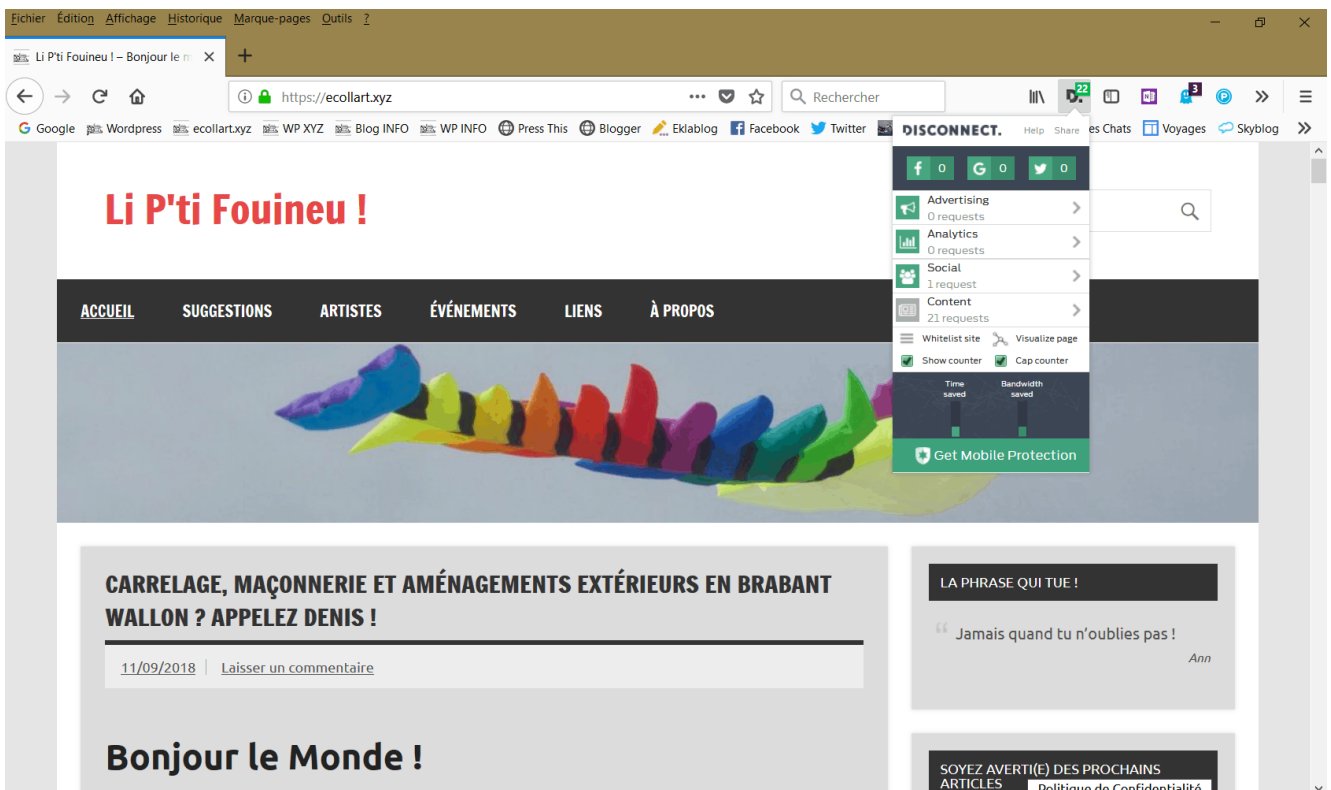 Fichier Édition Affichage Historique Marque-pages Outils ?
Li P'ti Fouineu ! – Bonjour le m
https://ecollart.xyz
Rechercher
22
3
Google Wordpress ecollart.xyz WP XYZ Blog INFO WP INFO Press This Blogger Eklablog Facebook Twitter es Chats Voyages Skyblog
DISCONNECT. Help Share
f 0 G 0 0
Advertising
0 requests
Analytics
0 requests
Social
1 request
Content
21 requests
Whitelist site Visualize page
Show counter Cap counter
Time saved
Bandwidth saved
Get Mobile Protection
Li P'ti Fouineu !
ACCUEIL SUGGESTIONS ARTISTES ÉVÉNEMENTS LIENS À PROPOS
CARRELAGE, MAÇONNERIE ET AMÉNAGEMENTS EXTÉRIEURS EN BRABANT
WALLON ? APPELEZ DENIS !
11/09/2018 Laisser un commentaire
Bonjour le Monde !
LA PHRASE QUI TUE !
“ Jamais quand tu n’oublies pas !
Ann
SOYEZ AVERTI(E) DES PROCHAINS
ARTICLES
Politique de Confidentialité